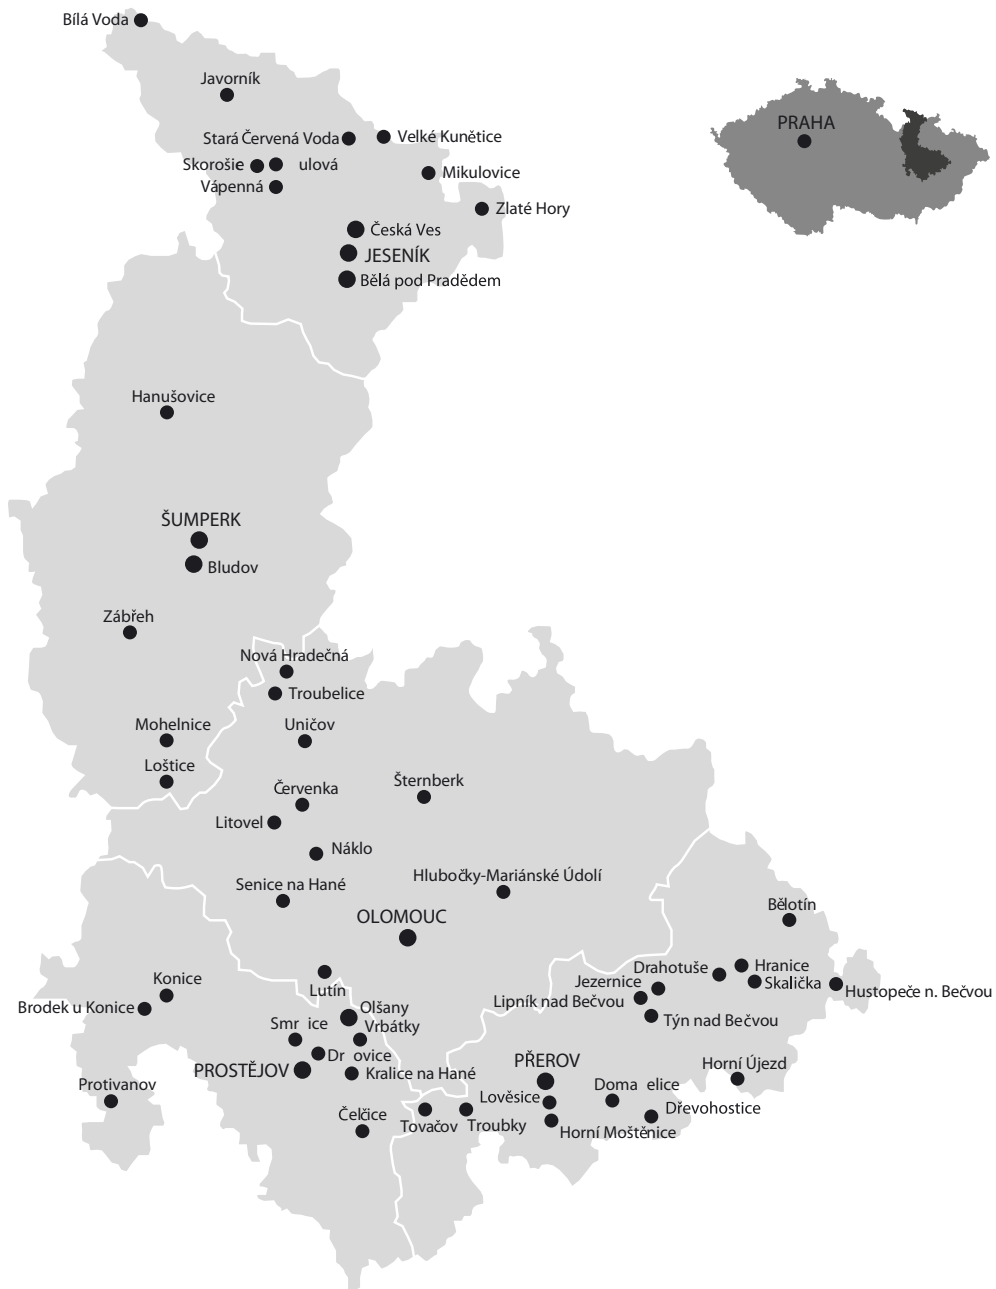 Bílá Voda
Javorník
PRAHA
Stará Červená Voda
Velké Kunětice
Skorošie
ulová
Mikulovice
Vápenná
Zlaté Hory
Česká Ves
JESENÍK
Bělá pod Pradědem
Hanušovice
ŠUMPERK
Bludov
Zábřeh
Nová Hradečná
Troubelice
Mohelnice
Uničov
Loštice
Šternberk
Červenka
Litovel
Náklo
Hlubočky-Mariánské Údolí
Senice na Hané
Bělotín
OLOMOUC
Drahotuše
Hranice
Konice
Jezernice
Skalička
Lutín
Hustopeče n. Bečvou
Lipník nad Bečvou
Brodek u Konice
Olšany
Týn nad Bečvou
Smr ice
Vrbátky
Dr ovice
PŘEROV
Horní Újezd
PROSTĚJOV
Kralice na Hané
Protivanov
Doma elice
Lověsice
Dřevohostice
Čelčice
Tovačov
Troubky
Horní Moštěnice